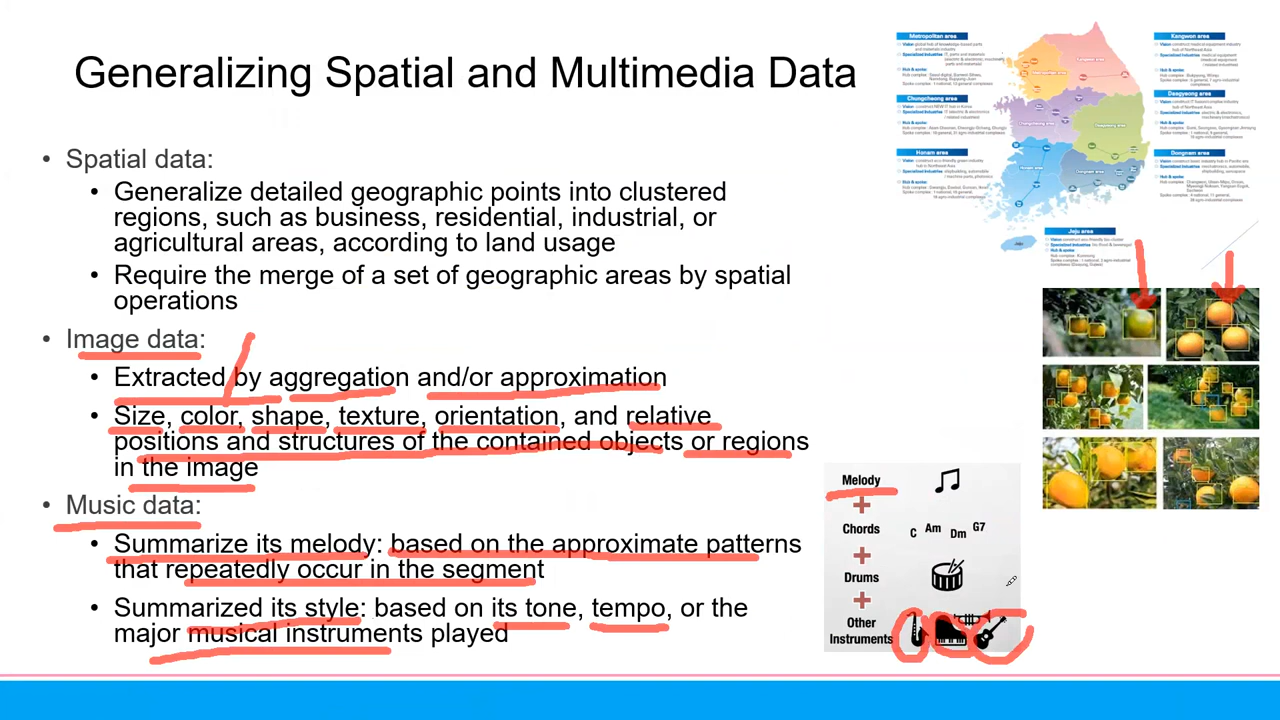 Generalizing Spatial and Multimedia Data
• Spatial data:
• Generalize detailed geographic points into clustered
regions, such as business, residential, industrial, or
agricultural areas, according to land usage
• Require the merge of a set of geographic areas by spatial
operations
• Image data:
• Extracted by aggregation and/or approximation
• Size, color, shape, texture, orientation, and relative
positions and structures of the contained objects or regions
in the image
• Music data:
• Summarize its melody: based on the approximate patterns
that repeatedly occur in the segment
• Summarized its style: based on its tone, tempo, or the
major musical instruments played
Metropolitan area
Chungcheong area
Honam area
Kangwon area
Daegyeong area
Dongnam area
Jeju area
Jeju
Melody
+
Chords
C Am Dm G7
+
Drums
+
Other
Instruments